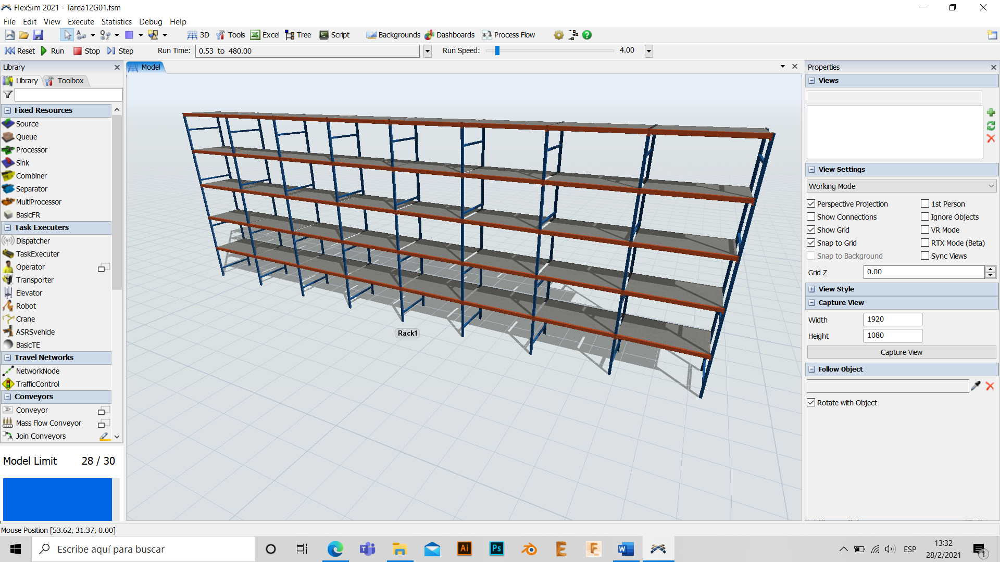 FlexSim 2021 - Tarea12G01.fsm
File Edit View Execute Statistics Debug Help
3D Tools Excel Tree Script Backgrounds Dashboards Process Flow
Reset Run Stop Step Run Time: 0.53 to 480.00 Run Speed: 4.00
Library
Library Toolbox
Fixed Resources
Source
Queue
Processor
Sink
Combiner
Separator
MultiProcessor
BasicFR
Task Executers
Dispatcher
TaskExecuter
Operator
Transporter
Elevator
Robot
Crane
ASRSvehicle
BasicTE
Travel Networks
NetworkNode
TrafficControl
Conveyors
Conveyor
Mass Flow Conveyor
Join Conveyors
Model Limit 28 / 30
Model
Rack1
Properties
Views
View Settings
Working Mode
Perspective Projection 1st Person
Show Connections Ignore Objects
Show Grid VR Mode
Snap to Grid RTX Mode (Beta)
Snap to Background Sync Views
Grid Z 0.00
View Style
Capture View
Width 1920
Height 1080
Capture View
Follow Object
Rotate with Object
Mouse Position [53.62, 31.37, 0.00]
Escribe aquí para buscar
Ai Ps
ESP
13:32
28/2/2021
1